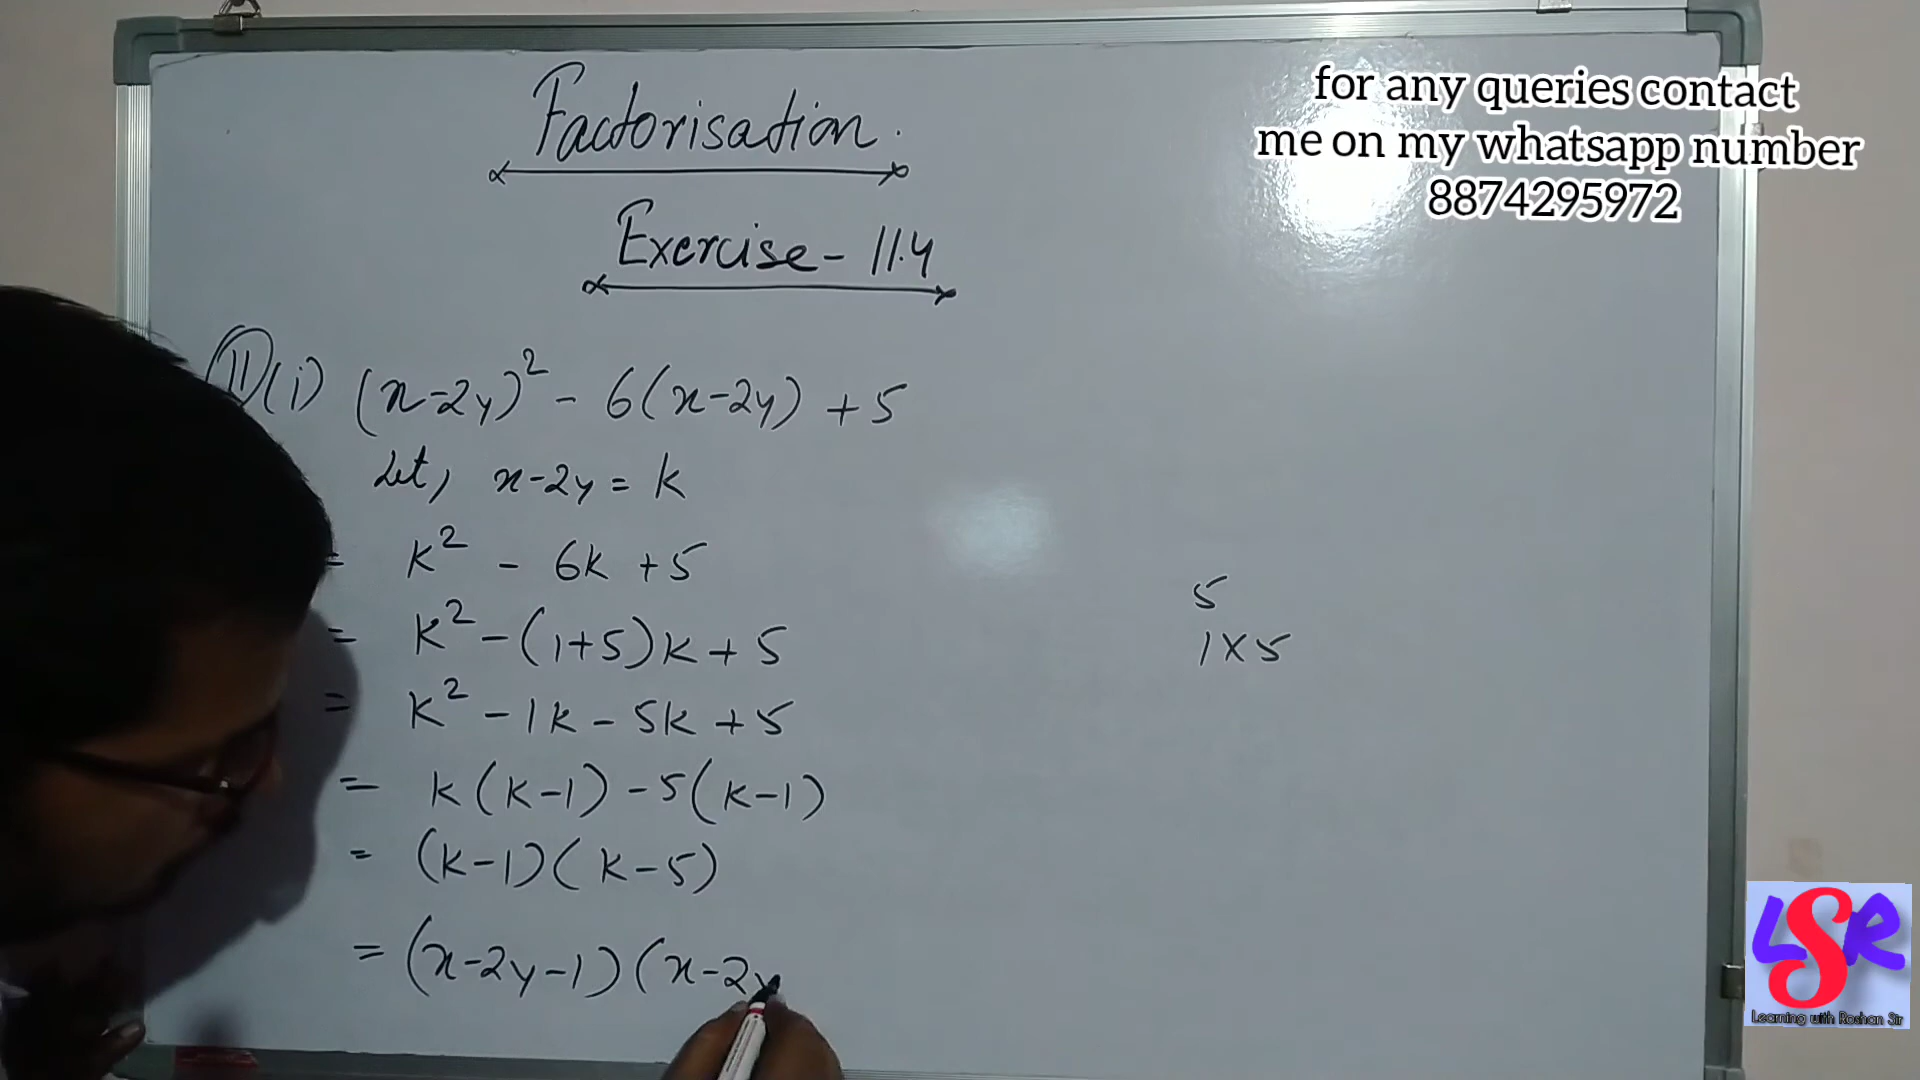 for any queries contact
me on my whatsapp number
8874295972
Factorisation.
Exercise - 11.4
11 (i) (x-2y)² - 6(x-2y) + 5
Let, x-2y = k
= k² - 6k + 5
= k² - (1+5)k + 5
= k² - 1k - 5k + 5
= k(k-1) - 5(k-1)
= (k-1)(k-5)
= (x-2y-1)(x-2y
5
1×5
LSR
Learning with Roshan Sir